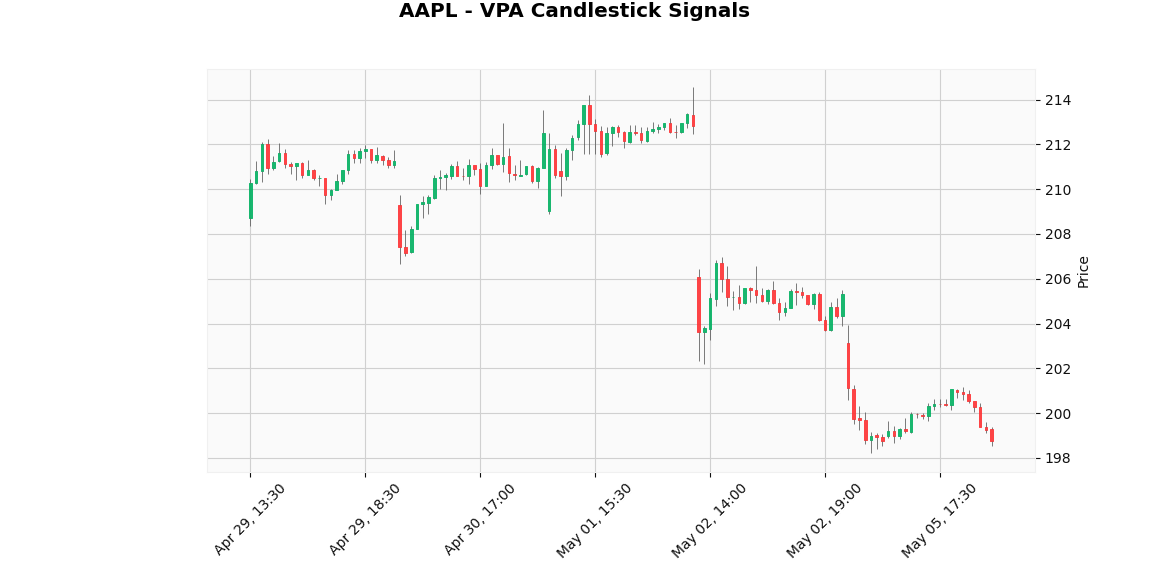 AAPL - VPA Candlestick Signals
214
212
210
208
206
204
202
200
198
Price
Apr 29, 13:30
Apr 29, 18:30
Apr 30, 17:00
May 01, 15:30
May 02, 14:00
May 02, 19:00
May 05, 17:30